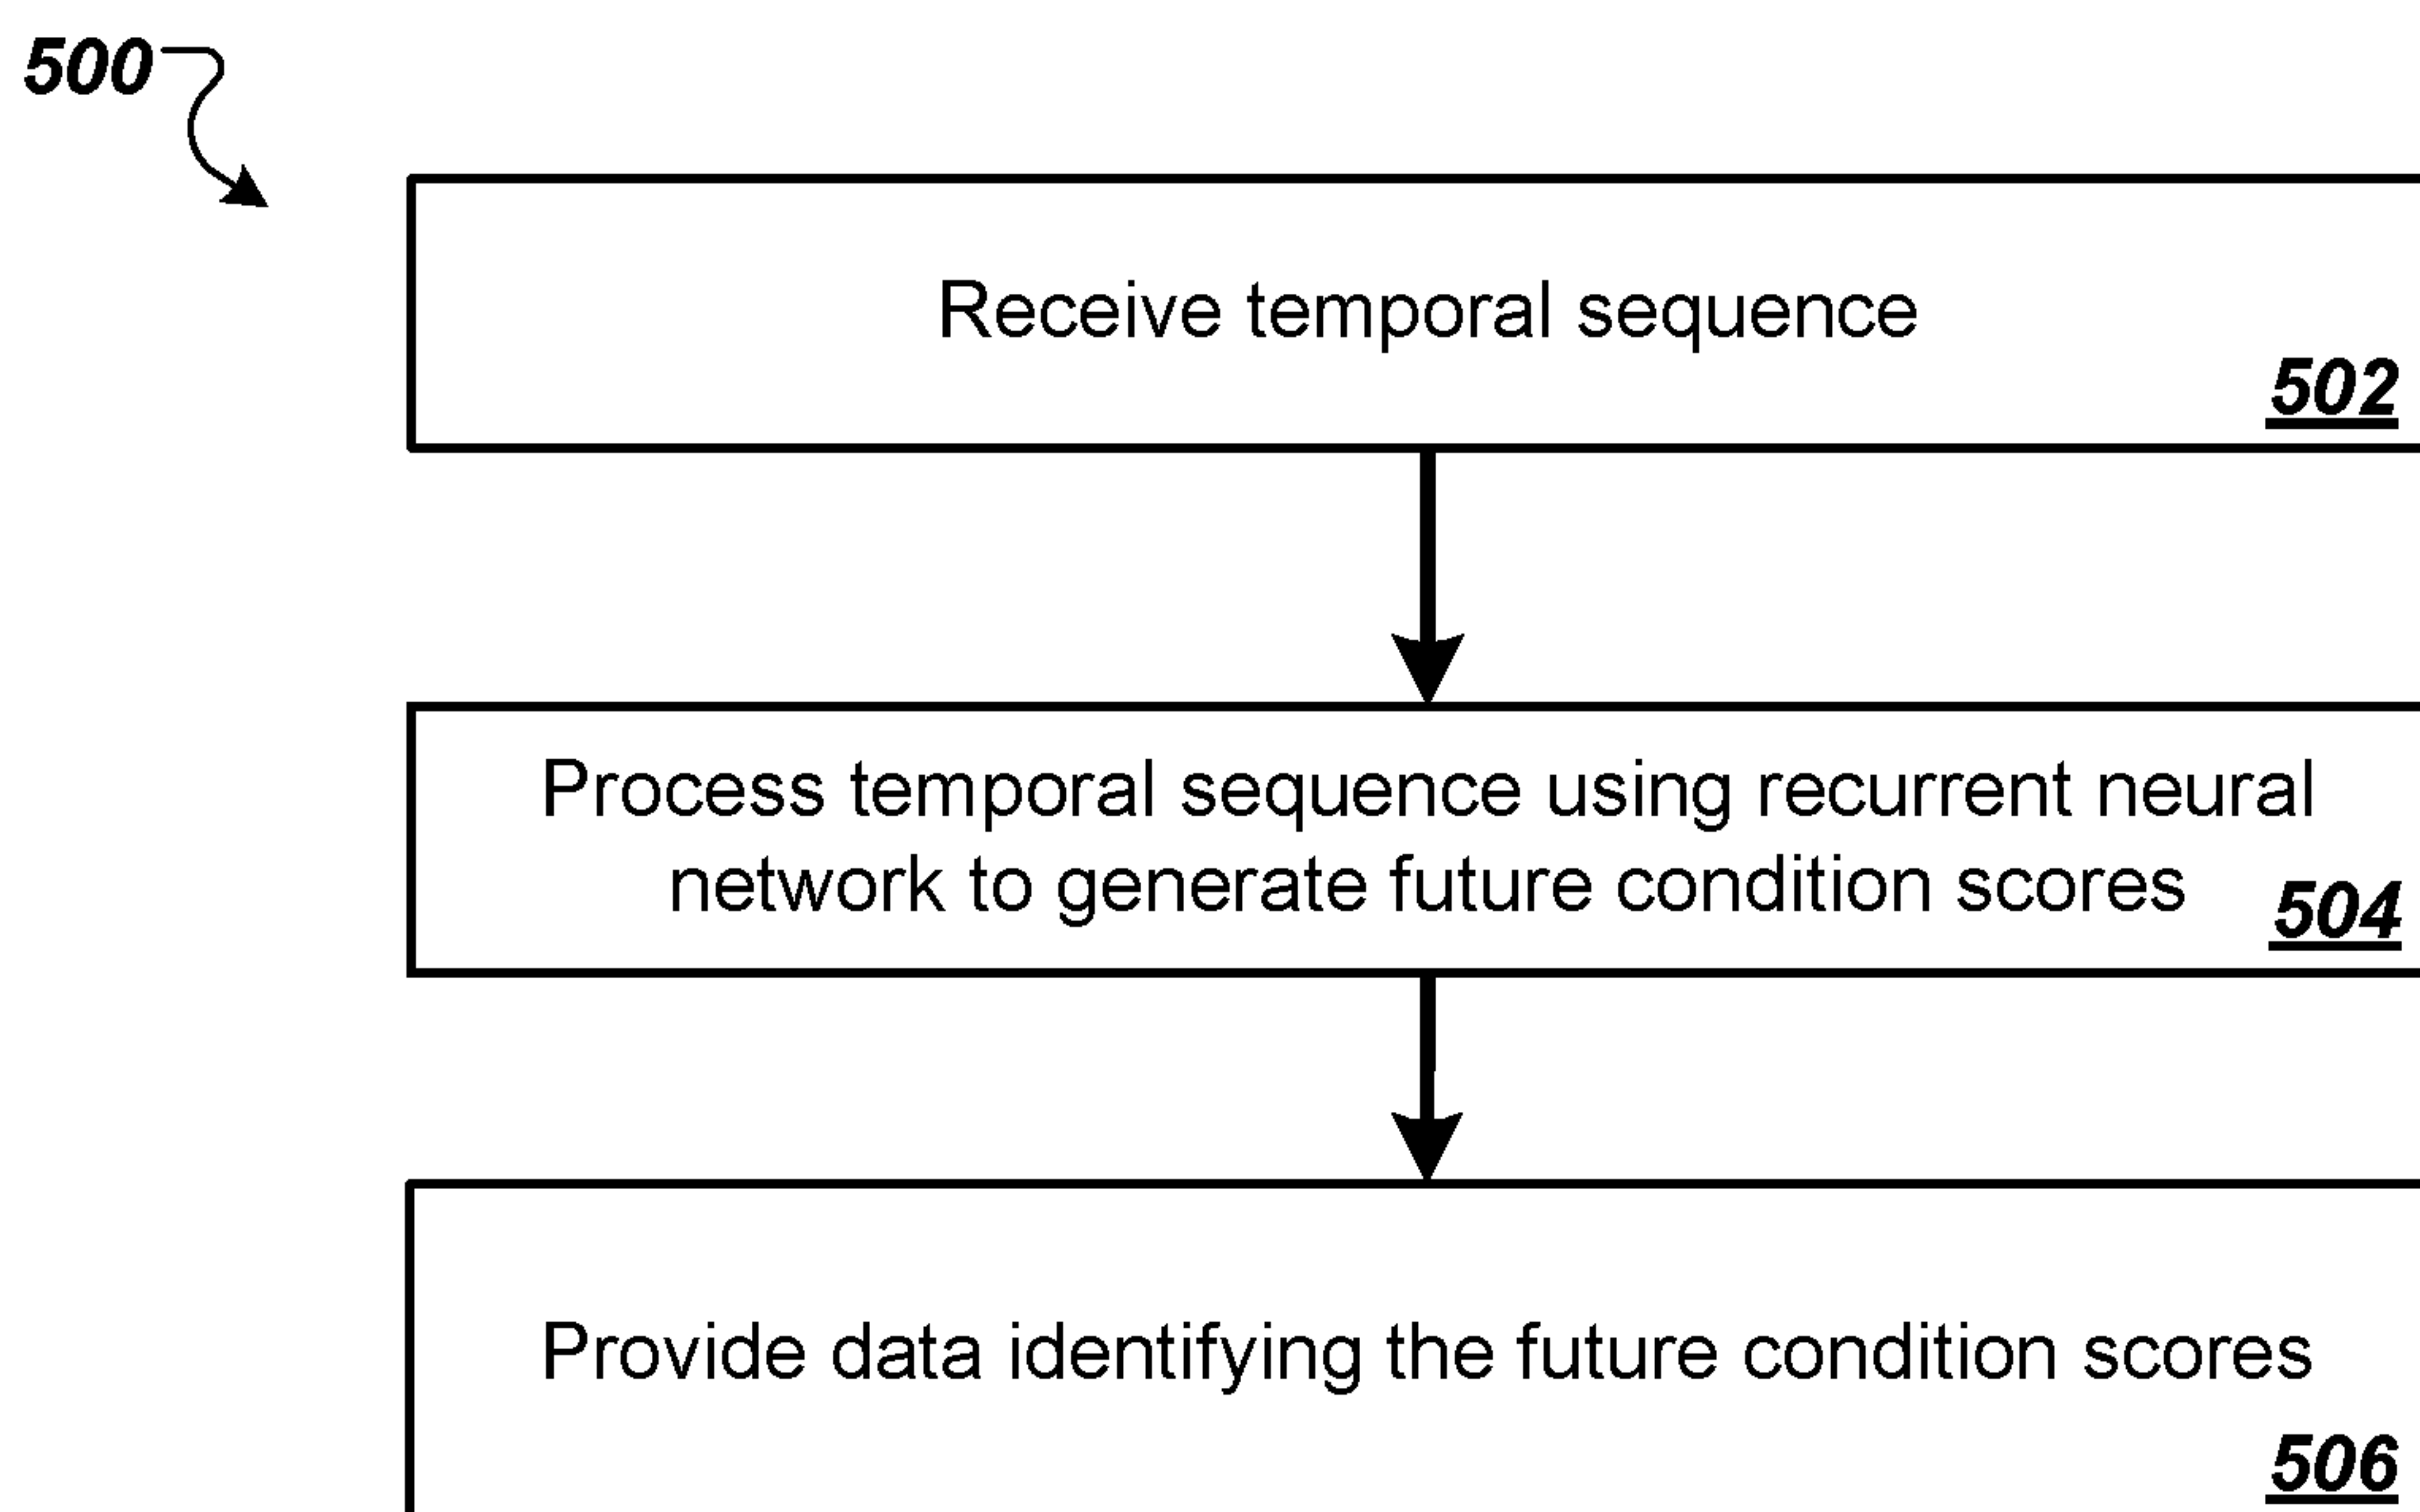 500
Receive temporal sequence
502
Process temporal sequence using recurrent neural
network to generate future condition scores
504
Provide data identifying the future condition scores
506